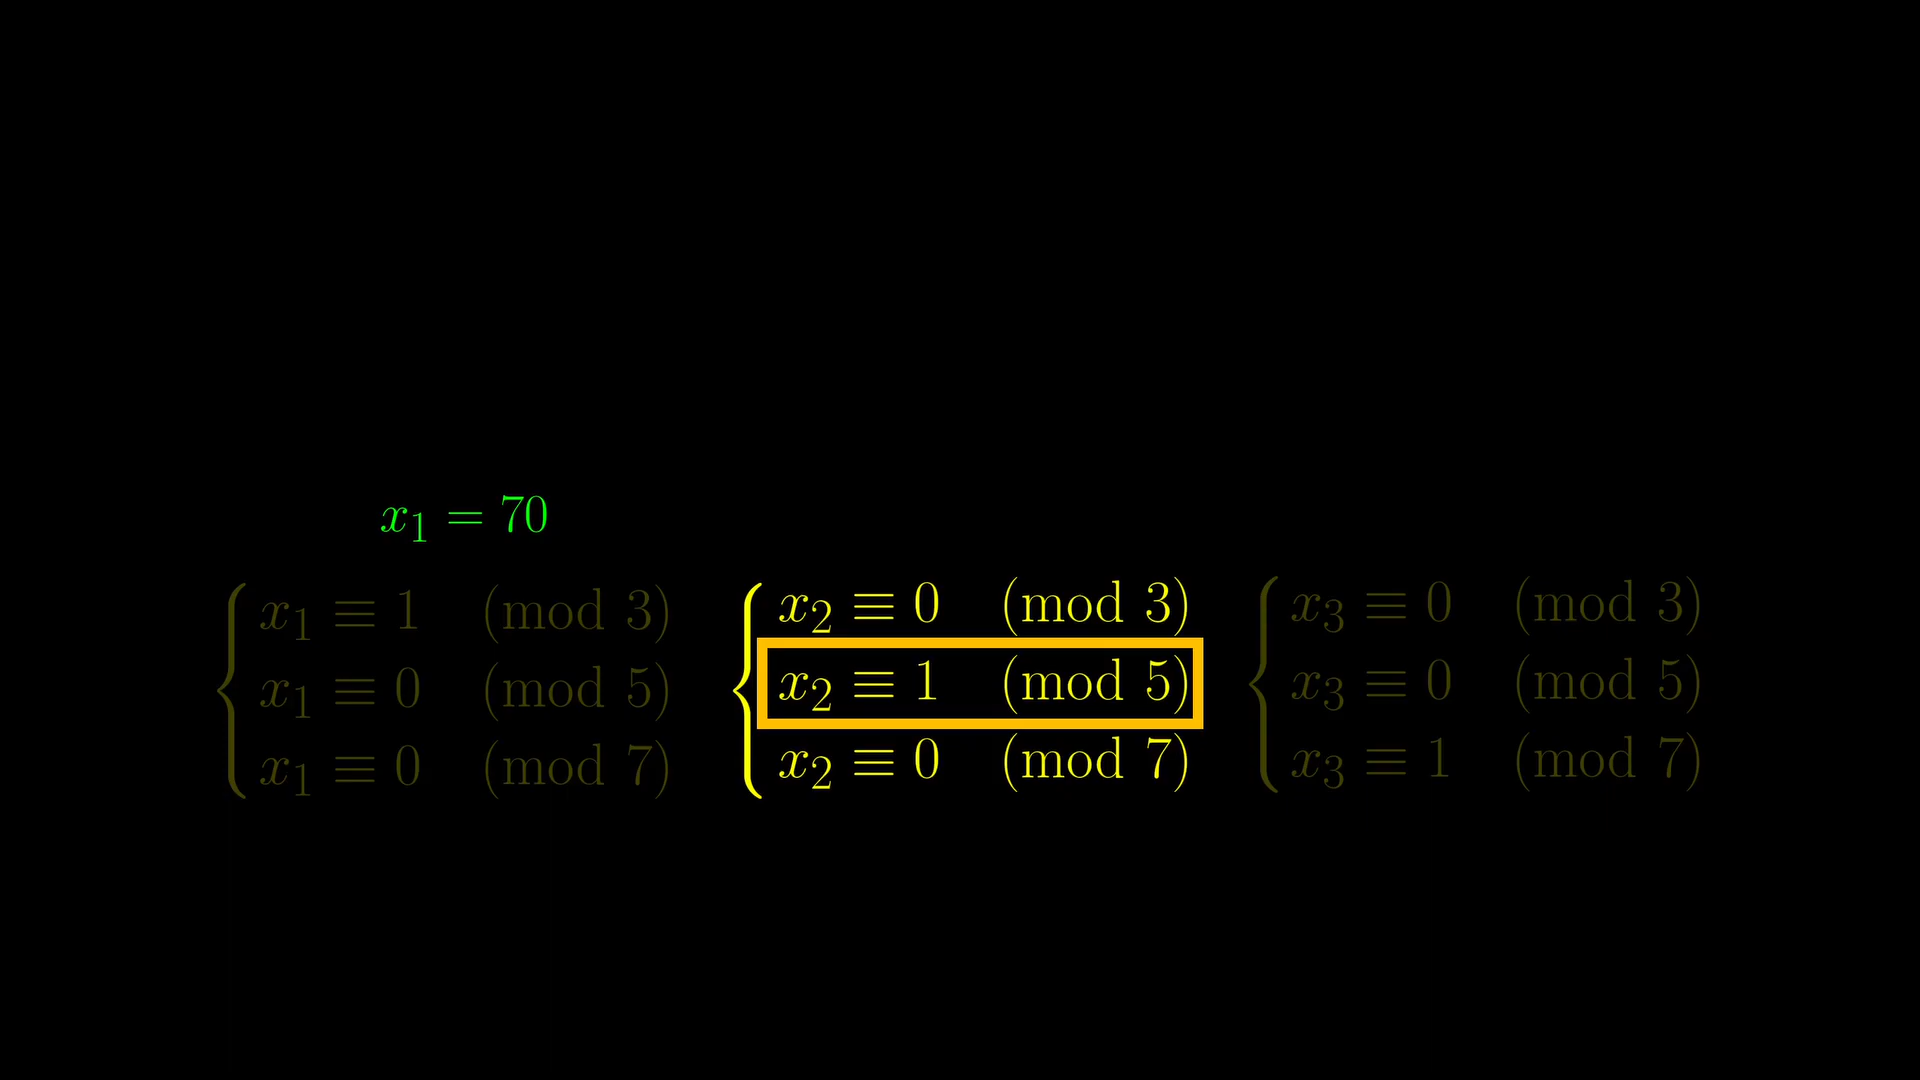 x₁ = 70
x₁ ≡ 1 (mod 3)
x₁ ≡ 0 (mod 5)
x₁ ≡ 0 (mod 7)
x₂ ≡ 0 (mod 3)
x₂ ≡ 1 (mod 5)
x₂ ≡ 0 (mod 7)
x₃ ≡ 0 (mod 3)
x₃ ≡ 0 (mod 5)
x₃ ≡ 1 (mod 7)